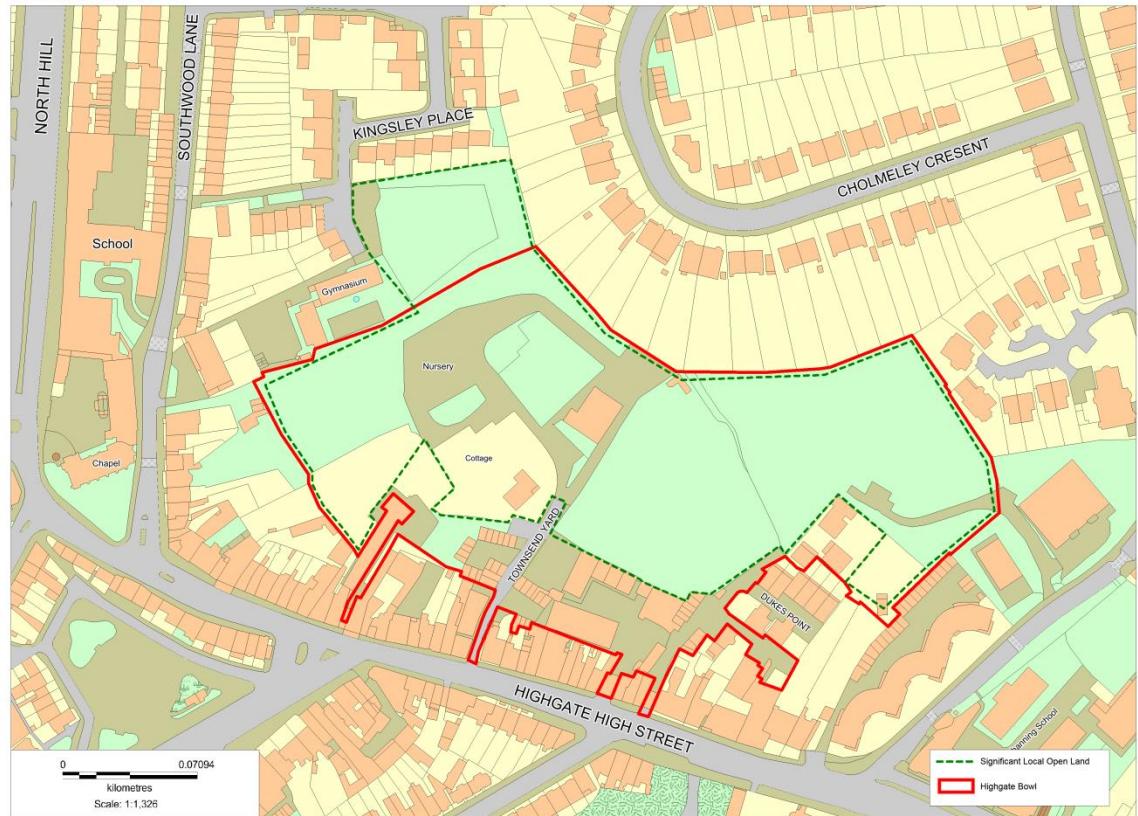 NORTH HILL
SOUTHWOOD LANE
KINGSLEY PLACE
CHOLMELEY CRESENT
School
Gymnasium
Nursery
Cottage
Chapel
TOWNSEND YARD
DUKES POINT
HIGHGATE HIGH STREET
hanning School
0 0.07094
kilometres
Scale: 1:1,326
Significant Local Open Land
Highgate Bowl